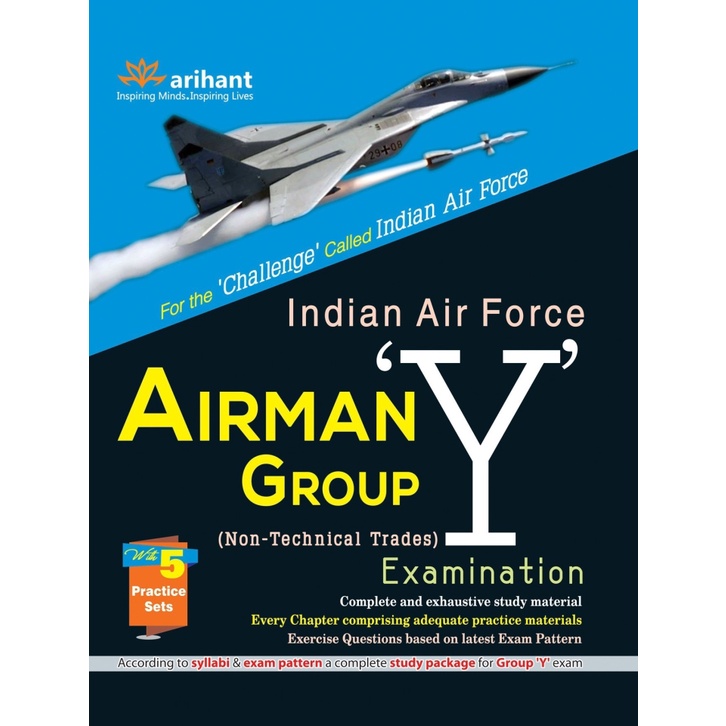 arihant
Inspiring Minds.Inspiring Lives
29 08
For the 'Challenge' Called Indian Air Force
Indian Air Force
AIRMAN 'Y'
GROUP
(Non-Technical Trades)
Examination
With 5
Practice
Sets
Complete and exhaustive study material
Every Chapter comprising adequate practice materials
Exercise Questions based on latest Exam Pattern
According to syllabi & exam pattern a complete study package for Group 'Y' exam